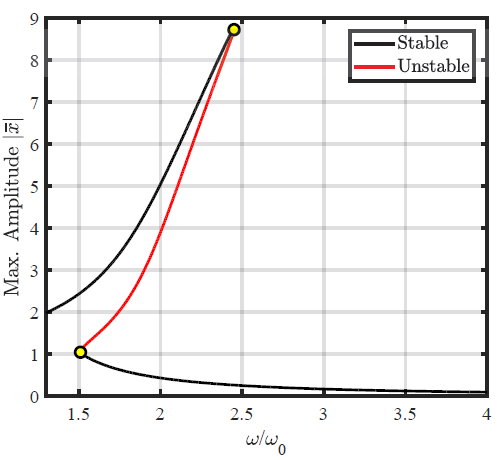 9
8
7
6
5
4
3
2
1
0
Max. Amplitude |x̿|
Stable
Unstable
1.5 2 2.5 3 3.5 4
ω/ω₀